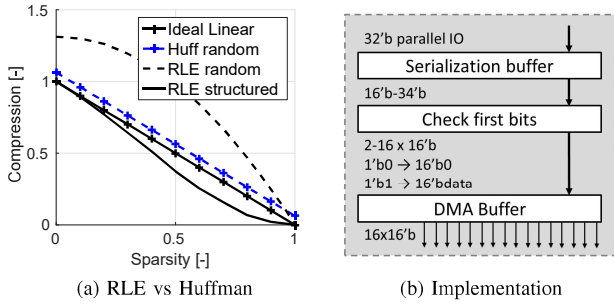 1.5
1
0.5
0
Compression [-]
Ideal Linear
Huff random
RLE random
RLE structured
0
0.5
1
Sparsity [-]
(a) RLE vs Huffman
32'b parallel IO
Serialization buffer
16'b-34'b
Check first bits
2-16 x 16'b
1'b0 → 16'b0
1'b1 → 16'bdata
DMA Buffer
16x16'b
(b) Implementation